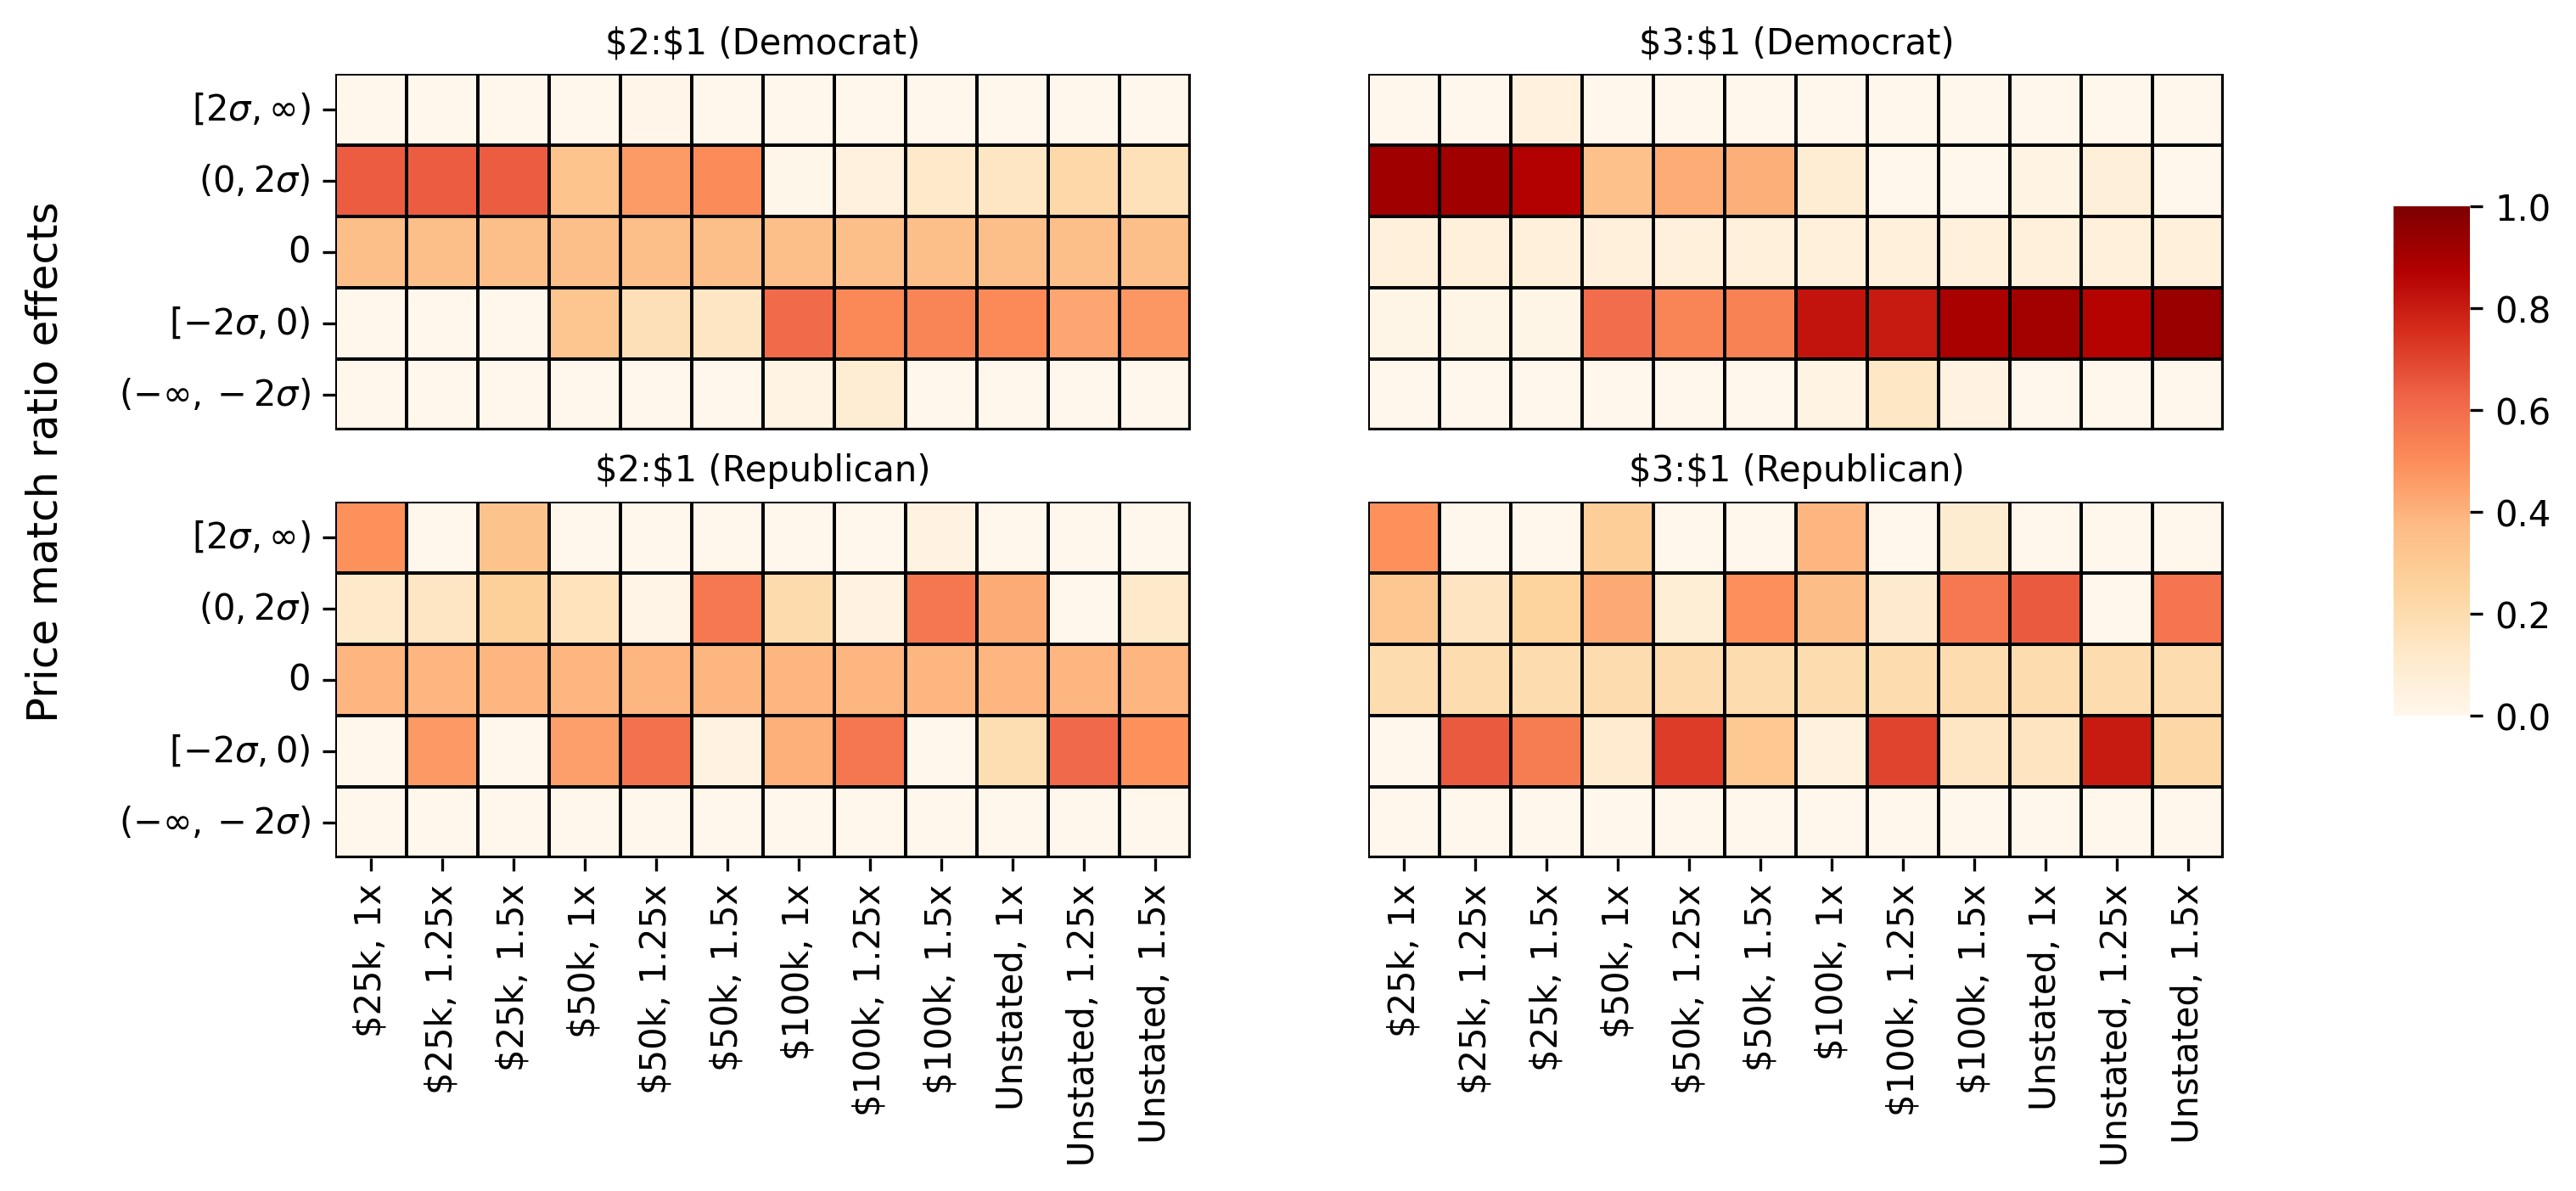 $2:$1 (Democrat)
$3:$1 (Democrat)
Price match ratio effects
[2σ, ∞)
(0, 2σ)
0
[−2σ, 0)
(−∞, −2σ)
1.0
0.8
0.6
0.4
0.2
0.0
$2:$1 (Republican)
$3:$1 (Republican)
[2σ, ∞)
(0, 2σ)
0
[−2σ, 0)
(−∞, −2σ)
$25k, 1x
$25k, 1.25x
$25k, 1.5x
$50k, 1x
$50k, 1.25x
$50k, 1.5x
$100k, 1x
$100k, 1.25x
$100k, 1.5x
Unstated, 1x
Unstated, 1.25x
Unstated, 1.5x
$25k, 1x
$25k, 1.25x
$25k, 1.5x
$50k, 1x
$50k, 1.25x
$50k, 1.5x
$100k, 1x
$100k, 1.25x
$100k, 1.5x
Unstated, 1x
Unstated, 1.25x
Unstated, 1.5x